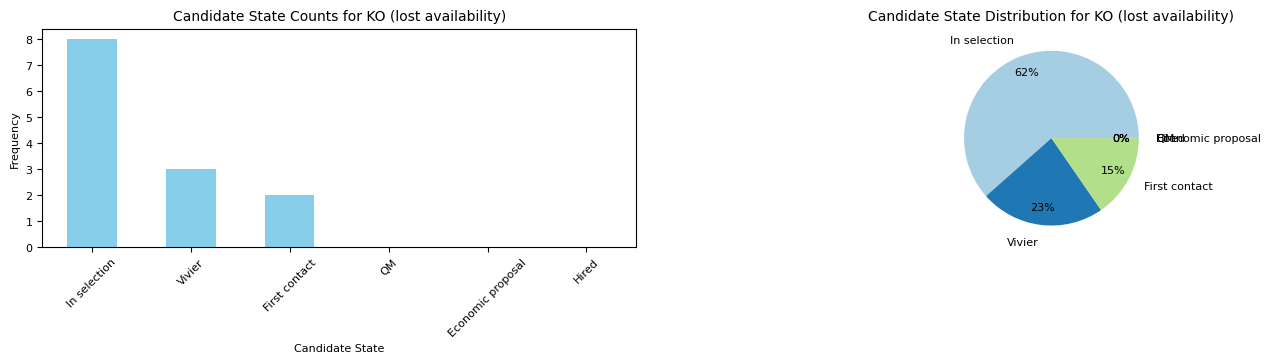 Candidate State Counts for KO (lost availability)
8
7
6
5
4
3
2
1
0
Frequency
In selection
Vivier
First contact
QM
Economic proposal
Hired
Candidate State
Candidate State Distribution for KO (lost availability)
In selection
62%
0%
Economic proposal
15%
First contact
23%
Vivier